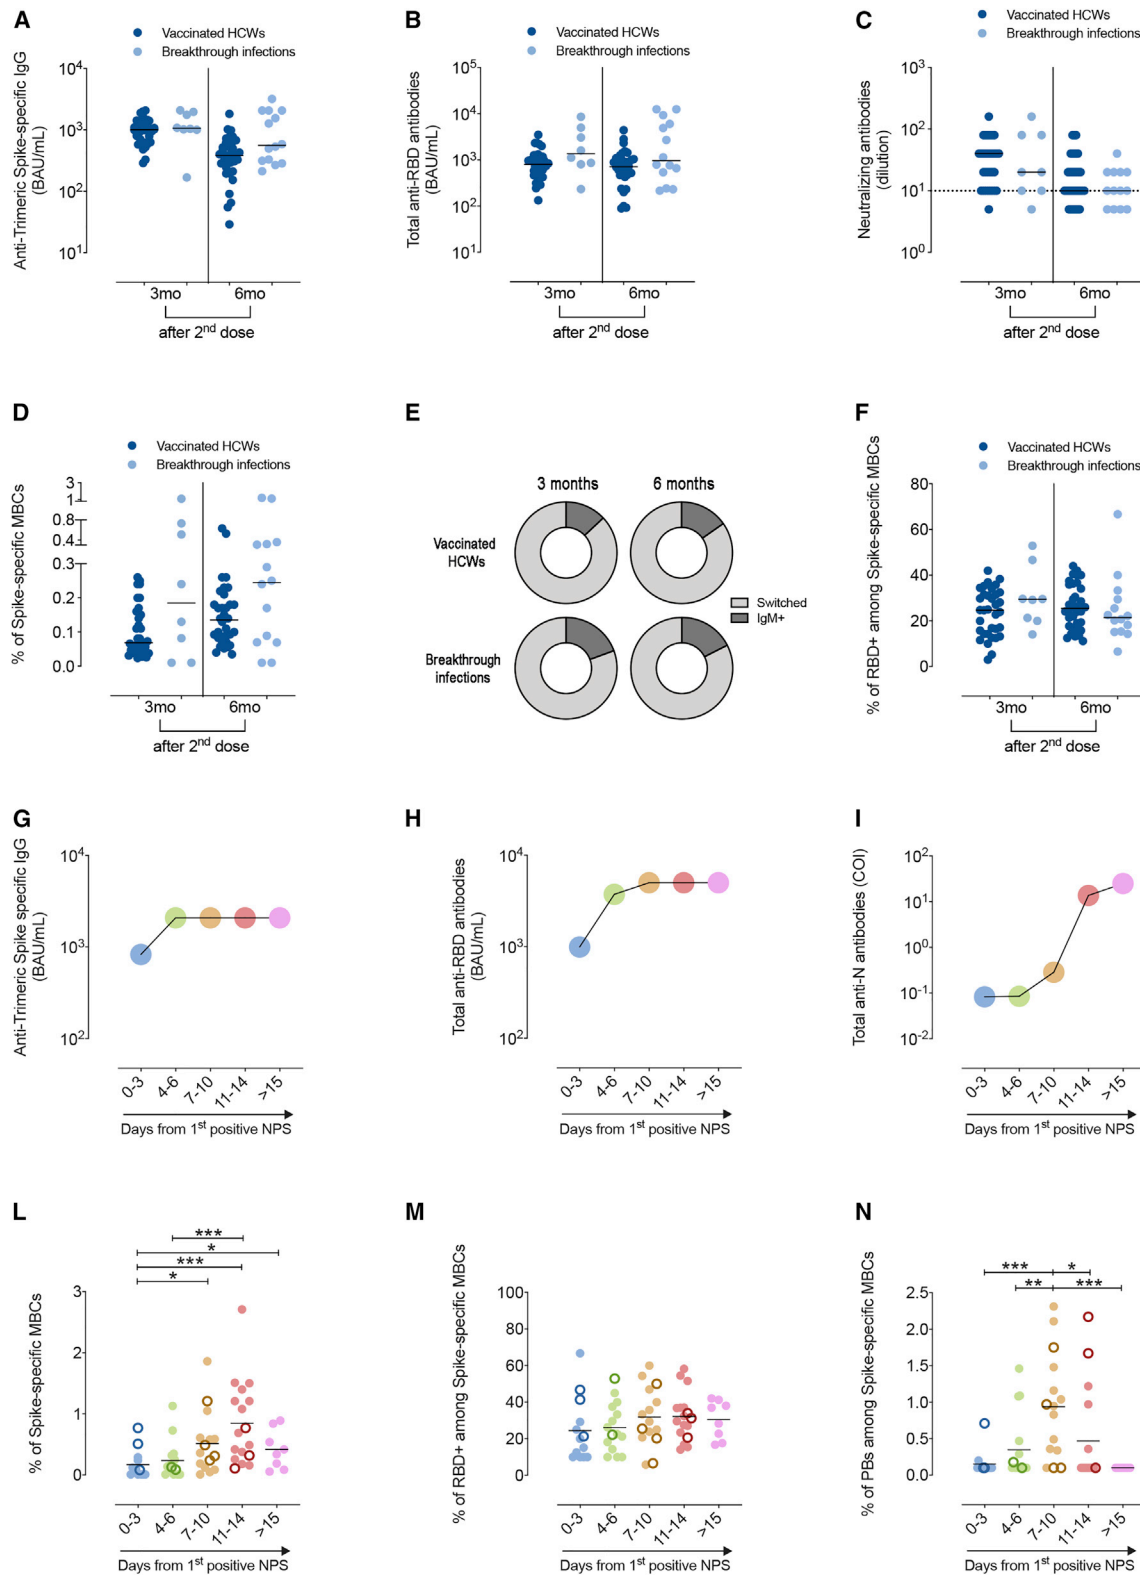 A
Vaccinated HCWs
Breakthrough infections
Anti-Trimeric Spike-specific IgG
(BAU/mL)
10⁴
10³
10²
10¹
3mo
6mo
after 2nd dose
B
Vaccinated HCWs
Breakthrough infections
Total anti-RBD antibodies
(BAU/mL)
10⁵
10⁴
10³
10²
10¹
3mo
6mo
after 2nd dose
C
Vaccinated HCWs
Breakthrough infections
Neutralizing antibodies
(dilution)
10³
10²
10¹
10⁰
3mo
6mo
after 2nd dose
D
Vaccinated HCWs
Breakthrough infections
% of Spike-specific MBCs
3
1
0.8
0.4
0.3
0.2
0.1
0.0
3mo
6mo
after 2nd dose
E
3 months
6 months
Vaccinated
HCWs
Breakthrough
infections
Switched
IgM+
F
Vaccinated HCWs
Breakthrough infections
% of RBD+ among Spike-specific MBCs
80
60
40
20
0
3mo
6mo
after 2nd dose
G
Anti-Trimeric Spike specific IgG
(BAU/mL)
10⁴
10³
10²
0-3
4-6
7-10
11-14
>15
Days from 1st positive NPS
H
Total anti-RBD antibodies
(BAU/mL)
10⁴
10³
10²
0-3
4-6
7-10
11-14
>15
Days from 1st positive NPS
I
Total anti-N antibodies (COI)
10²
10¹
10⁰
10⁻¹
10⁻²
0-3
4-6
7-10
11-14
>15
Days from 1st positive NPS
L
% of Spike-specific MBCs
***
*
***
*
3
2
1
0
0-3
4-6
7-10
11-14
>15
Days from 1st positive NPS
M
% of RBD+ among Spike-specific MBCs
100
80
60
40
20
0
0-3
4-6
7-10
11-14
>15
Days from 1st positive NPS
N
% of PBs among Spike-specific MBCs
*** *
** ***
2.5
2.0
1.5
1.0
0.5
0.0
0-3
4-6
7-10
11-14
>15
Days from 1st positive NPS